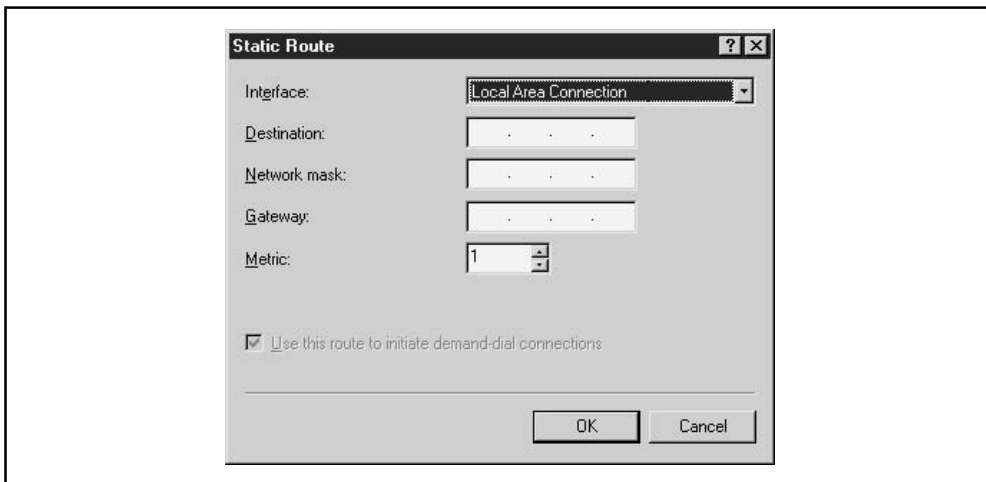 Static Route
Interface: Local Area Connection
Destination: . . .
Network mask: . . .
Gateway: . . .
Metric: 1
Use this route to initiate demand-dial connections
OK Cancel